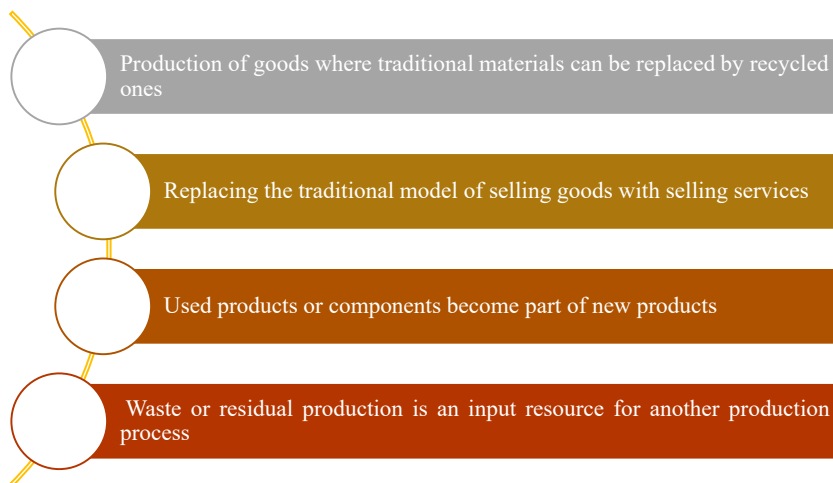 Production of goods where traditional materials can be replaced by recycled
ones
Replacing the traditional model of selling goods with selling services
Used products or components become part of new products
Waste or residual production is an input resource for another production
process